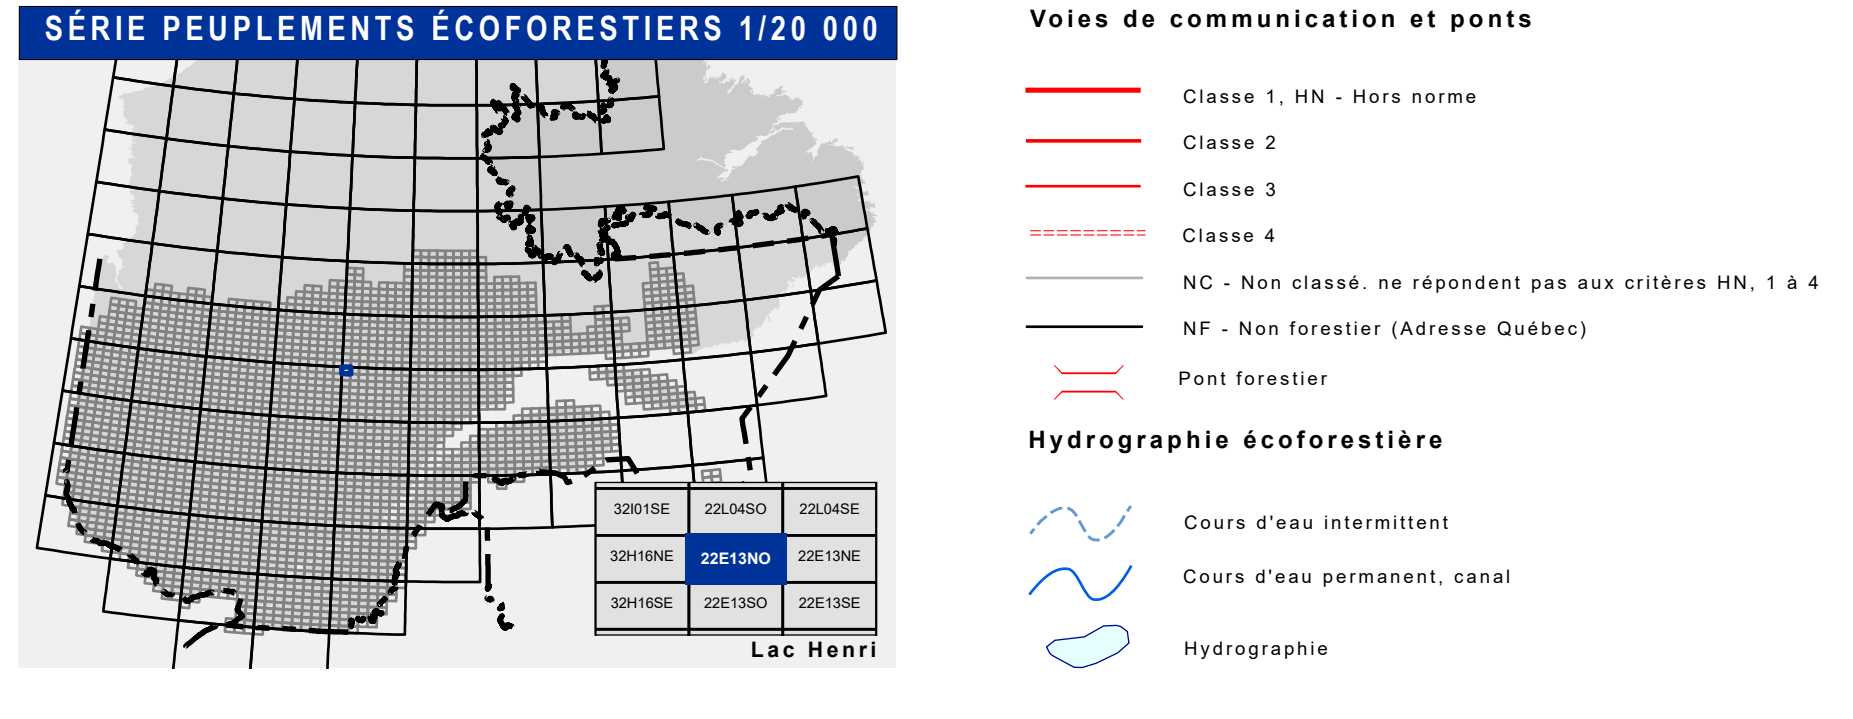 SÉRIE PEUPLEMENTS ÉCOFORESTIERS 1/20 000
32I01SE 22L04SO 22L04SE
32H16NE 22E13NO 22E13NE
32H16SE 22E13SO 22E13SE
Lac Henri
Voies de communication et ponts
Classe 1, HN - Hors norme
Classe 2
Classe 3
Classe 4
NC - Non classé. ne répondent pas aux critères HN, 1 à 4
NF - Non forestier (Adresse Québec)
Pont forestier
Hydrographie écoforestière
Cours d'eau intermittent
Cours d'eau permanent, canal
Hydrographie